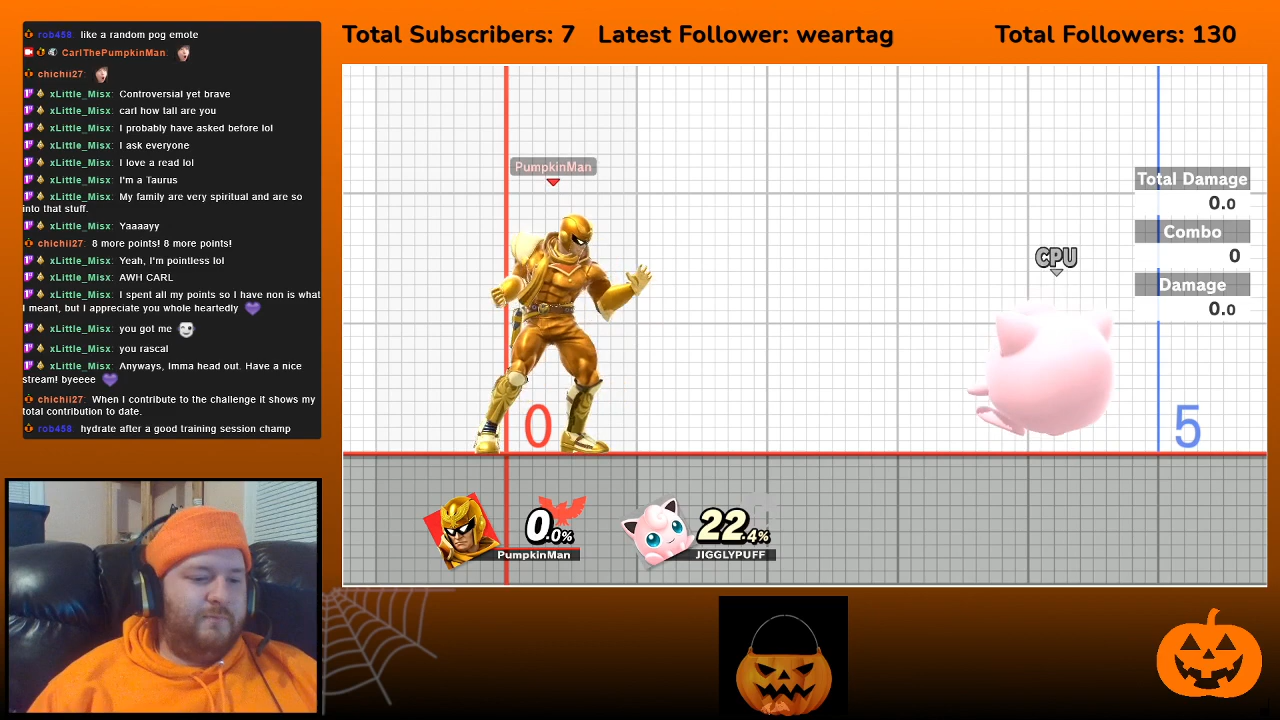 rob458: like a random pog emote
CarlThePumpkinMan:
chichii27:
xLittle_Misx: Controversial yet brave
xLittle_Misx: carl how tall are you
xLittle_Misx: I probably have asked before lol
xLittle_Misx: I ask everyone
xLittle_Misx: I love a read lol
xLittle_Misx: I'm a Taurus
xLittle_Misx: My family are very spiritual and are so
into that stuff.
xLittle_Misx: Yaaaayy
chichii27: 8 more points! 8 more points!
xLittle_Misx: Yeah, I'm pointless lol
xLittle_Misx: AWH CARL
xLittle_Misx: I spent all my points so I have non is what
I meant, but I appreciate you whole heartedly
xLittle_Misx: you got me
xLittle_Misx: you rascal
xLittle_Misx: Anyways, Imma head out. Have a nice
stream! byeeee
chichii27: When I contribute to the challenge it shows my
total contribution to date.
rob458: hydrate after a good training session champ
Total Subscribers: 7 Latest Follower: weartag Total Followers: 130
PumpkinMan
CPU
Total Damage
0.0
Combo
0
Damage
0.0
0
5
0.0%
PumpkinMan
22.4%
JIGGLYPUFF